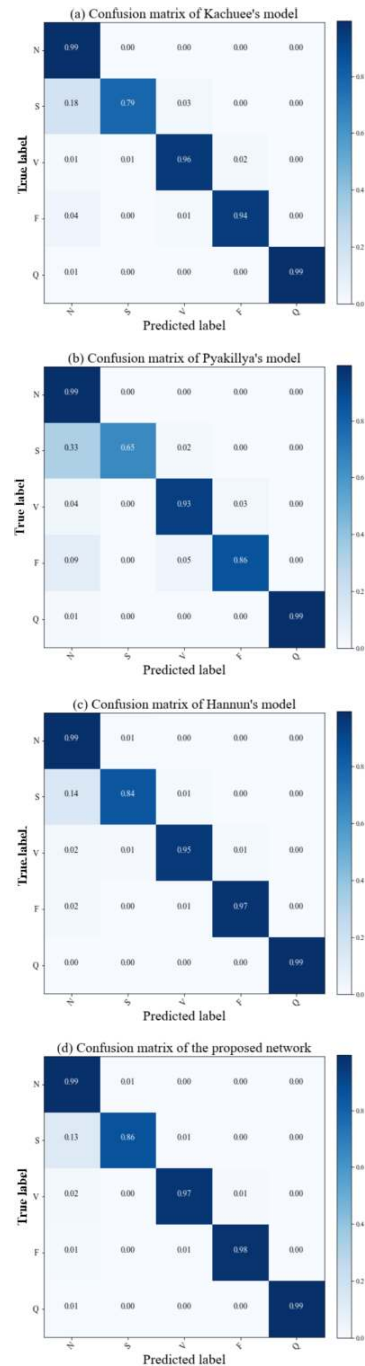 (a) Confusion matrix of Kachuee's model
N 0.99 0.00 0.00 0.00 0.00
S 0.18 0.79 0.03 0.00 0.00
V 0.01 0.01 0.96 0.02 0.00
F 0.04 0.00 0.01 0.94 0.00
Q 0.01 0.00 0.00 0.00 0.99
True label
N S V F Q
Predicted label
0.8
0.6
0.4
0.2
0.0
(b) Confusion matrix of Pyakillya's model
N 0.99 0.00 0.00 0.00 0.00
S 0.33 0.65 0.02 0.00 0.00
V 0.04 0.00 0.93 0.03 0.00
F 0.09 0.00 0.05 0.86 0.00
Q 0.01 0.00 0.00 0.00 0.99
True label
N S V F Q
Predicted label
0.8
0.6
0.4
0.2
0.0
(c) Confusion matrix of Hannun's model
N 0.99 0.01 0.00 0.00 0.00
S 0.14 0.84 0.01 0.00 0.00
V 0.02 0.01 0.95 0.01 0.00
F 0.02 0.00 0.01 0.97 0.00
Q 0.00 0.00 0.00 0.00 0.99
True label
N S V F Q
Predicted label
0.8
0.6
0.4
0.2
0.0
(d) Confusion matrix of the proposed network
N 0.99 0.01 0.00 0.00 0.00
S 0.13 0.86 0.01 0.00 0.00
V 0.02 0.00 0.97 0.01 0.00
F 0.01 0.00 0.01 0.98 0.00
Q 0.01 0.00 0.00 0.00 0.99
True label
N S V F Q
Predicted label
0.8
0.6
0.4
0.2
0.0